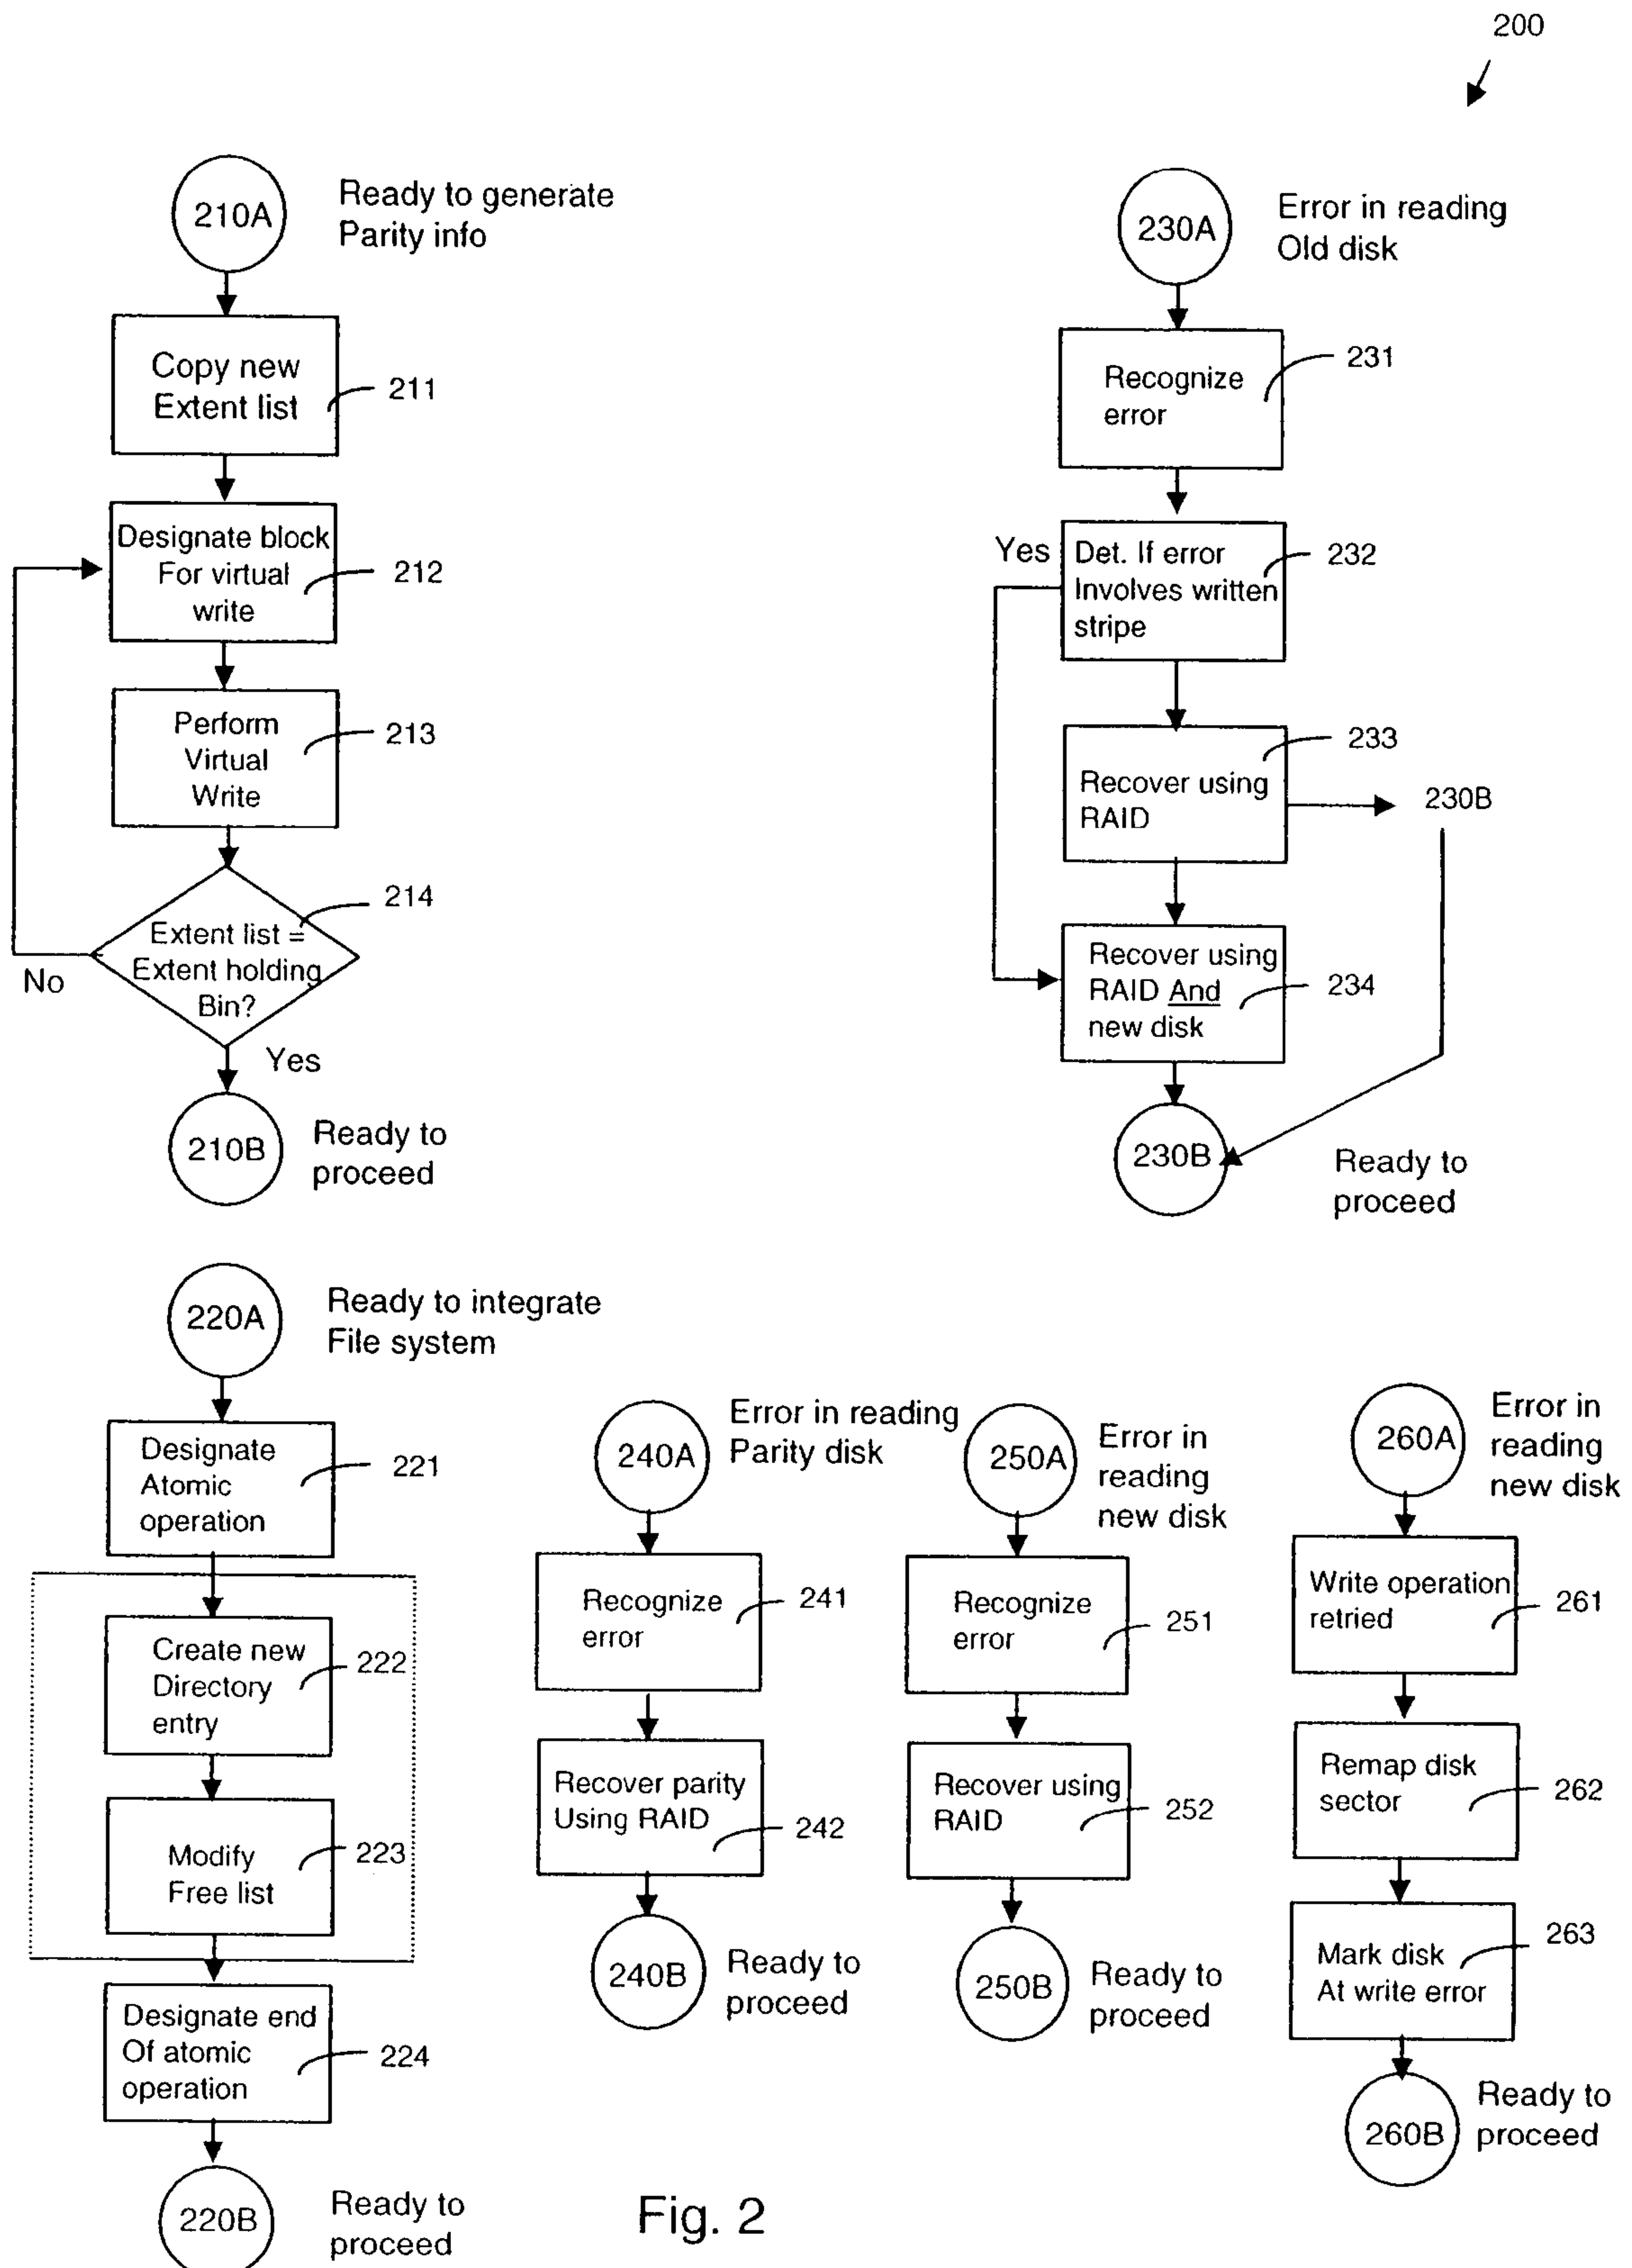 200
210A
Ready to generate
Parity info
Copy new
Extent list
211
Designate block
For virtual
write
212
Perform
Virtual
Write
213
Extent list =
Extent holding
Bin?
214
No
Yes
210B
Ready to
proceed
230A
Error in reading
Old disk
Recognize
error
231
Yes
Det. If error
Involves written
stripe
232
Recover using
RAID
233
230B
Recover using
RAID And
new disk
234
230B
Ready to
proceed
220A
Ready to integrate
File system
Designate
Atomic
operation
221
Create new
Directory
entry
222
Modify
Free list
223
Designate end
Of atomic
operation
224
220B
Ready to
proceed
240A
Error in reading
Parity disk
Recognize
error
241
Recover parity
Using RAID
242
240B
Ready to
proceed
250A
Error in
reading
new disk
Recognize
error
251
Recover using
RAID
252
250B
Ready to
proceed
260A
Error in
reading
new disk
Write operation
retried
261
Remap disk
sector
262
Mark disk
At write error
263
260B
Ready to
proceed
Fig. 2